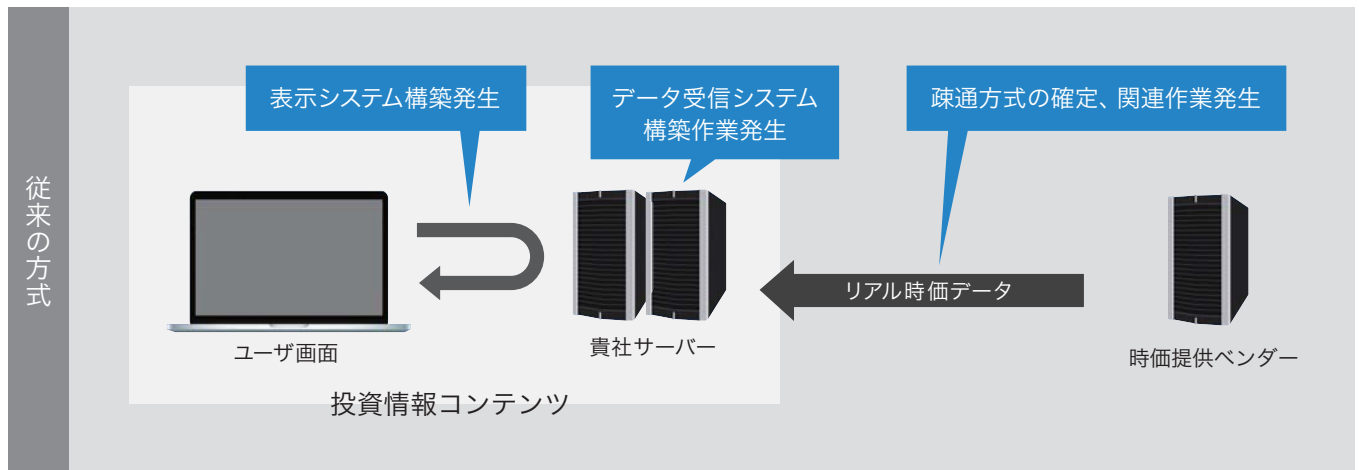 従来の方式
表示システム構築発生
データ受信システム
構築作業発生
疎通方式の確定、関連作業発生
リアル時価データ
ユーザ画面
貴社サーバー
時価提供ベンダー
投資情報コンテンツ